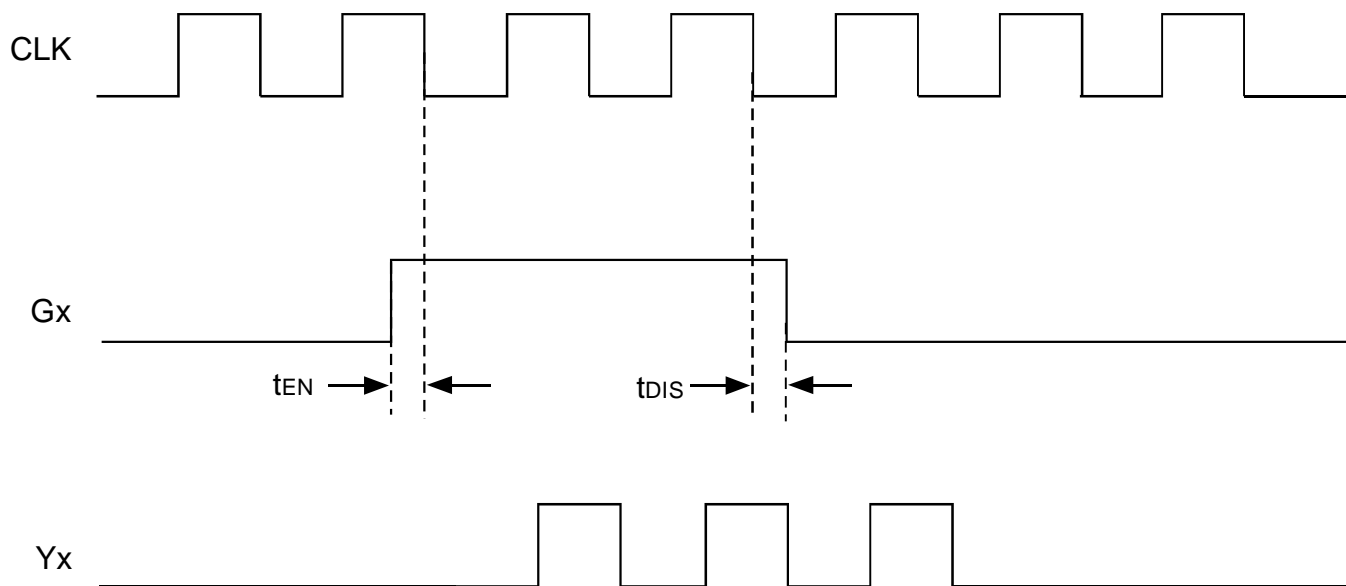 CLK
Gx
tEN
tDIS
Yx